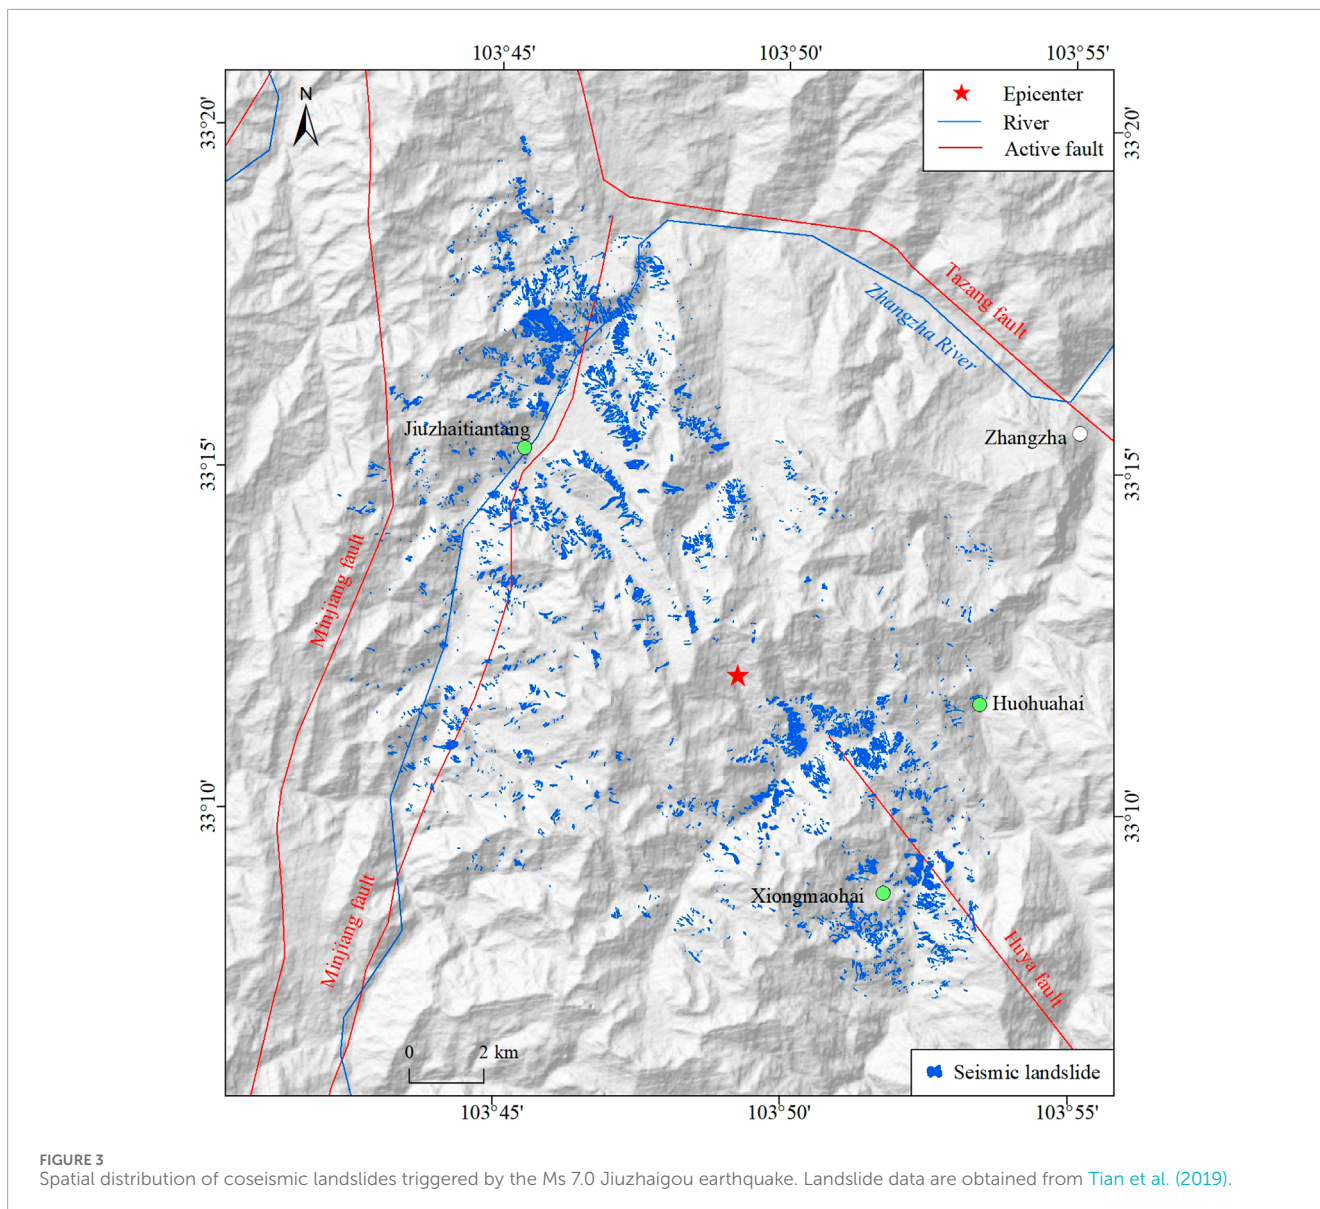 103°45'
103°50'
103°55'
N
Epicenter
River
Active fault
33°20'
33°20'
Tazang fault
Zhangzha River
Jiuzhaitiantang
Zhangzha
33°15'
33°15'
Minjiang fault
Huohuahai
33°10'
33°10'
Xiongmaohai
Minjiang fault
Huya fault
0 2 km
Seismic landslide
103°45'
103°50'
103°55'
FIGURE 3
Spatial distribution of coseismic landslides triggered by the Ms 7.0 Jiuzhaigou earthquake. Landslide data are obtained from Tian et al. (2019).